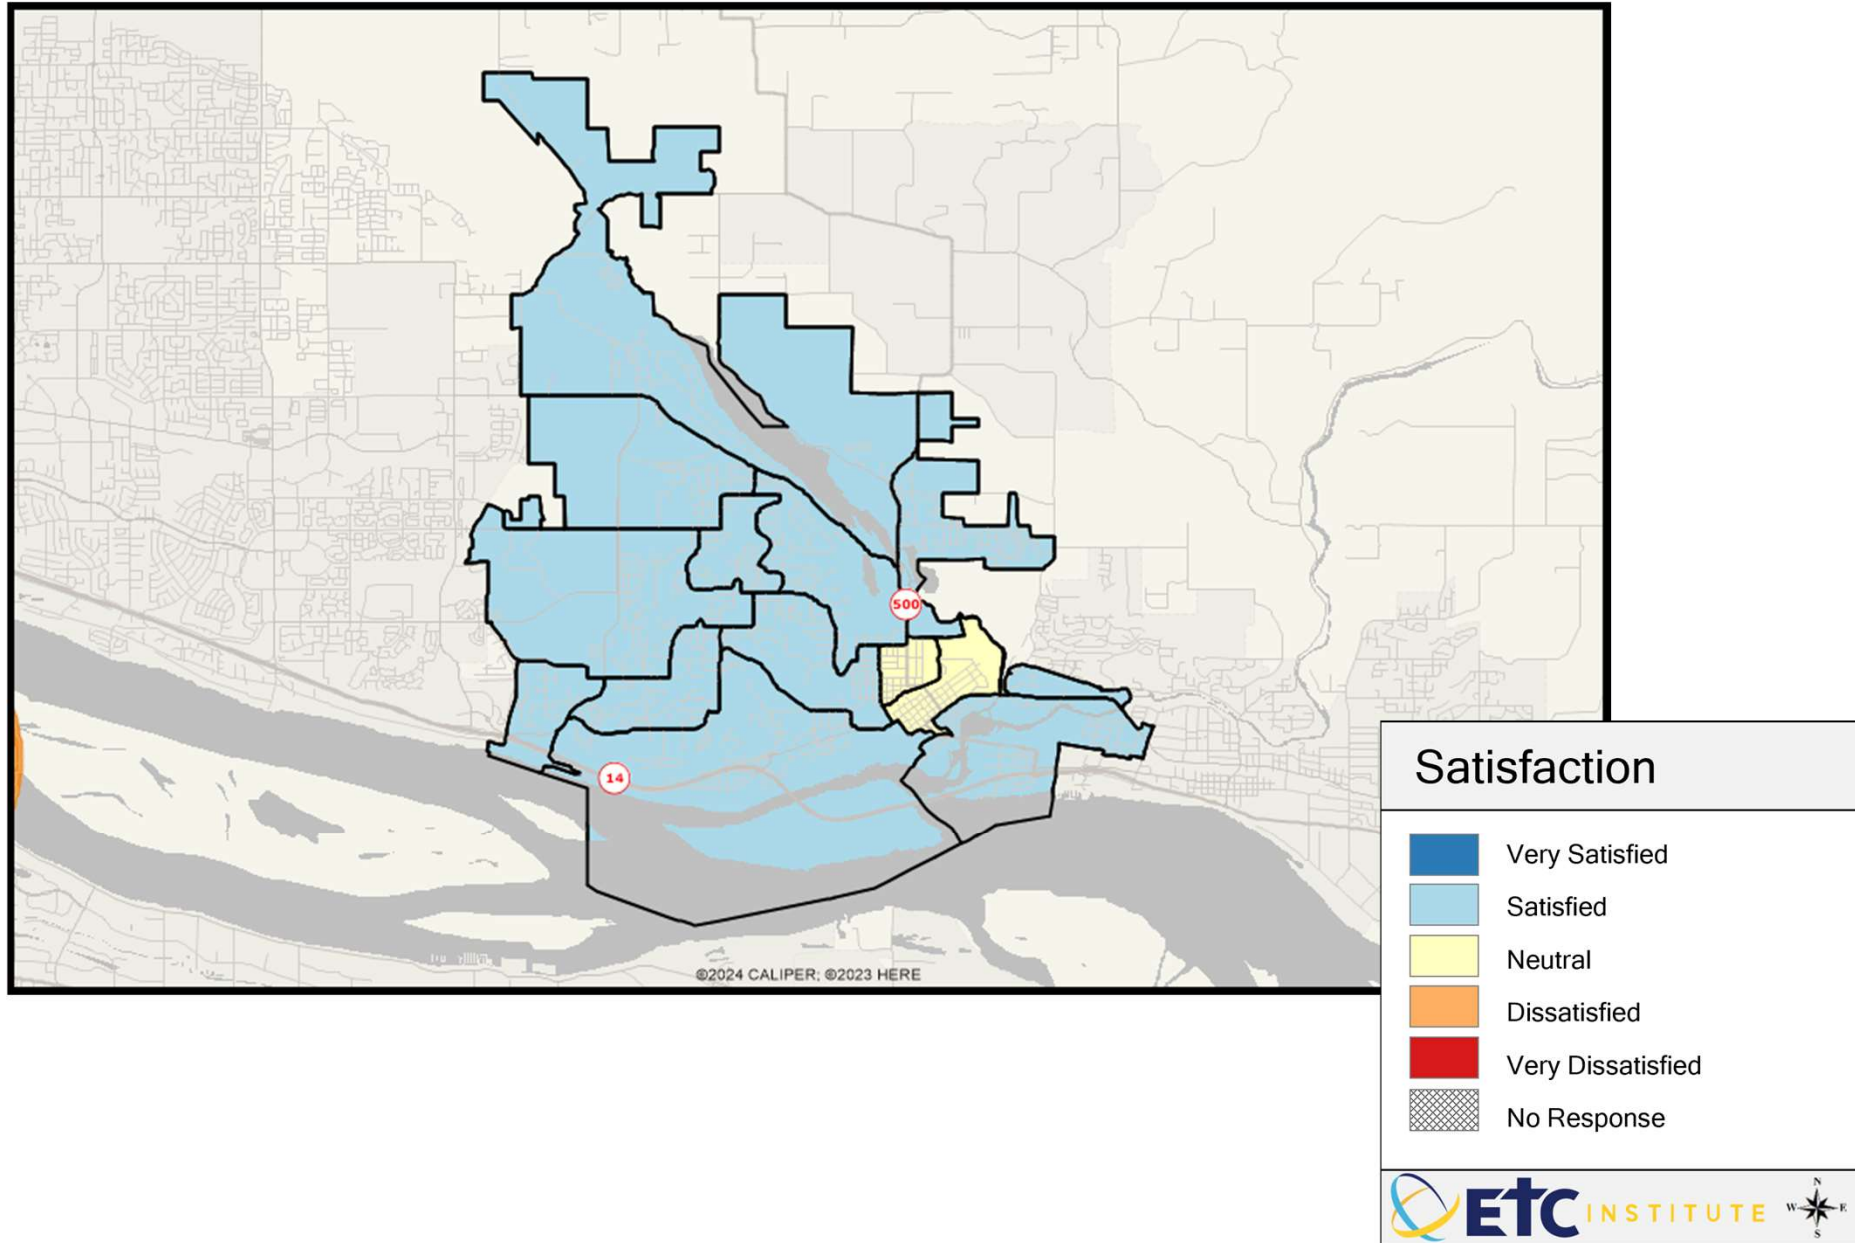 500
14
©2024 CALIPER; ©2023 HERE
Satisfaction
Very Satisfied
Satisfied
Neutral
Dissatisfied
Very Dissatisfied
No Response
ETC INSTITUTE
N
W E
S